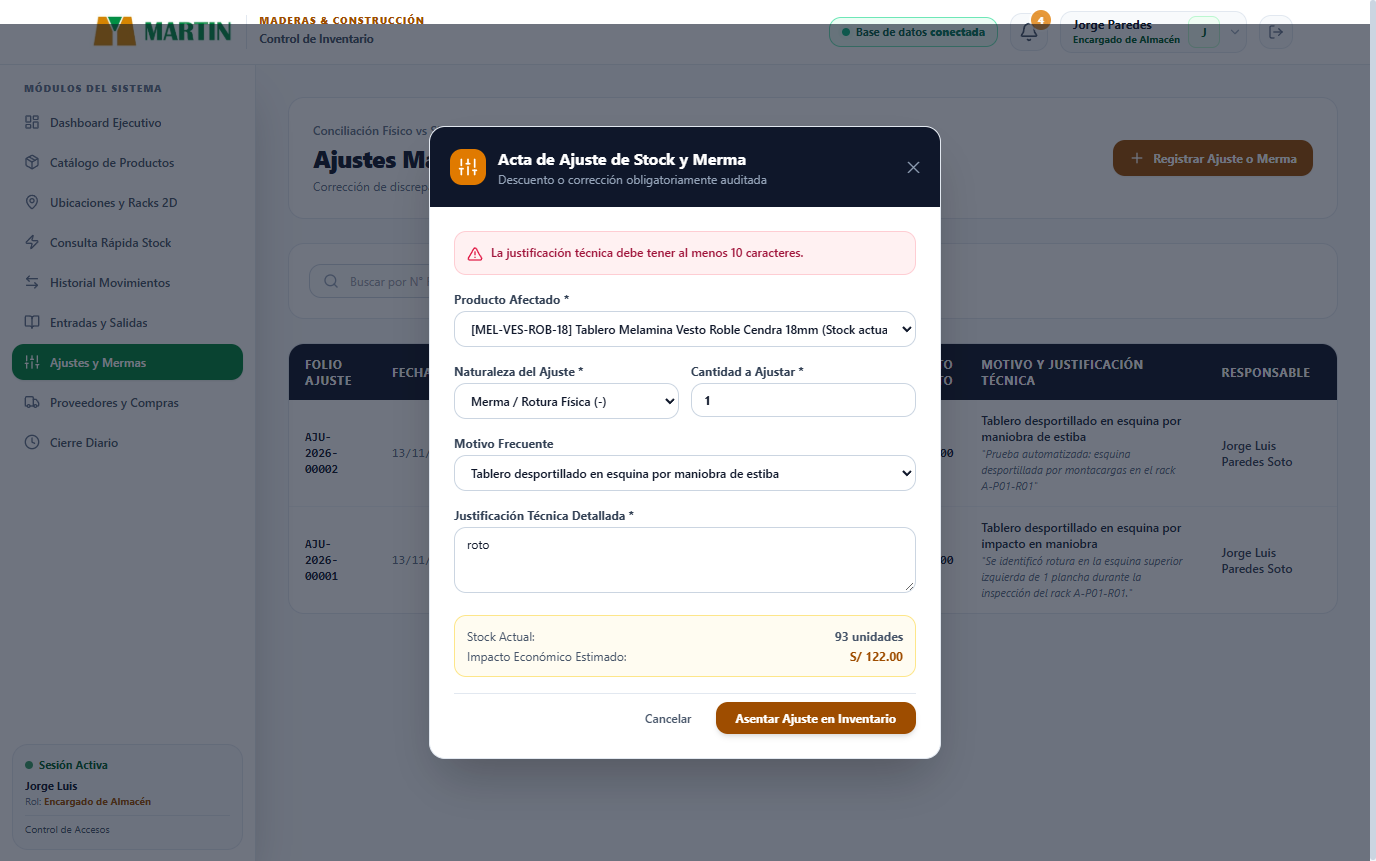 MARTIN
MADERAS & CONSTRUCCIÓN
Control de Inventario
Base de datos conectada
4
Jorge Paredes
Encargado de Almacén
J
MÓDULOS DEL SISTEMA
Dashboard Ejecutivo
Catálogo de Productos
Ubicaciones y Racks 2D
Consulta Rápida Stock
Historial Movimientos
Entradas y Salidas
Ajustes y Mermas
Proveedores y Compras
Cierre Diario
Sesión Activa
Jorge Luis
Rol: Encargado de Almacén
Control de Accesos
Conciliación Físico vs
Ajustes
Corrección de
Registrar Ajuste o Merma
Buscar por N°
FOLIO AJUSTE
MOTIVO Y JUSTIFICACIÓN
TÉCNICA
RESPONSABLE
AJU-
2026-
00002
13/11/
00
Tablero desportillado en esquina por
maniobra de estiba
"Prueba automatizada: esquina
desportillada por montacargas en el rack
A-P01-R01"
Jorge Luis
Paredes Soto
AJU-
2026-
00001
13/11/
00
Tablero desportillado en esquina por
impacto en maniobra
"Se identificó rotura en la esquina superior
izquierda de 1 plancha durante la
inspección del rack A-P01-R01."
Jorge Luis
Paredes Soto
Acta de Ajuste de Stock y Merma
Descuento o corrección obligatoriamente auditada
La justificación técnica debe tener al menos 10 caracteres.
Producto Afectado *
[MEL-VES-ROB-18] Tablero Melamina Vesto Roble Cendra 18mm (Stock actua
Naturaleza del Ajuste *
Merma / Rotura Física (-)
Cantidad a Ajustar *
1
Motivo Frecuente
Tablero desportillado en esquina por maniobra de estiba
Justificación Técnica Detallada *
roto
Stock Actual: 93 unidades
Impacto Económico Estimado: S/ 122.00
Cancelar
Asentar Ajuste en Inventario